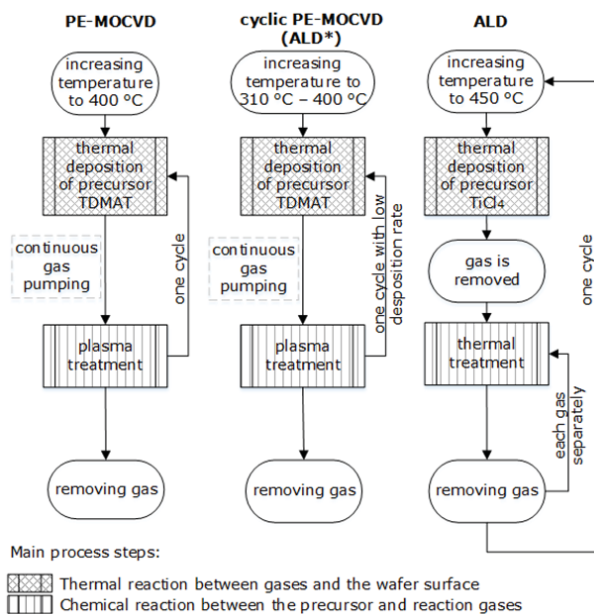 PE-MOCVD
increasing
temperature
to 400 °C
thermal
deposition
of precursor
TDMAT
continuous
gas
pumping
one cycle
plasma
treatment
removing gas
cyclic PE-MOCVD
(ALD*)
increasing
temperature to
310 °C – 400 °C
thermal
deposition
of precursor
TDMAT
continuous
gas
pumping
one cycle with low
desposition rate
plasma
treatment
removing gas
ALD
increasing
temperature
to 450 °C
thermal
deposition
of precursor
TiCl4
gas is
removed
one cycle
thermal
treatment
each gas
separately
removing gas
Main process steps:
Thermal reaction between gases and the wafer surface
Chemical reaction between the precursor and reaction gases